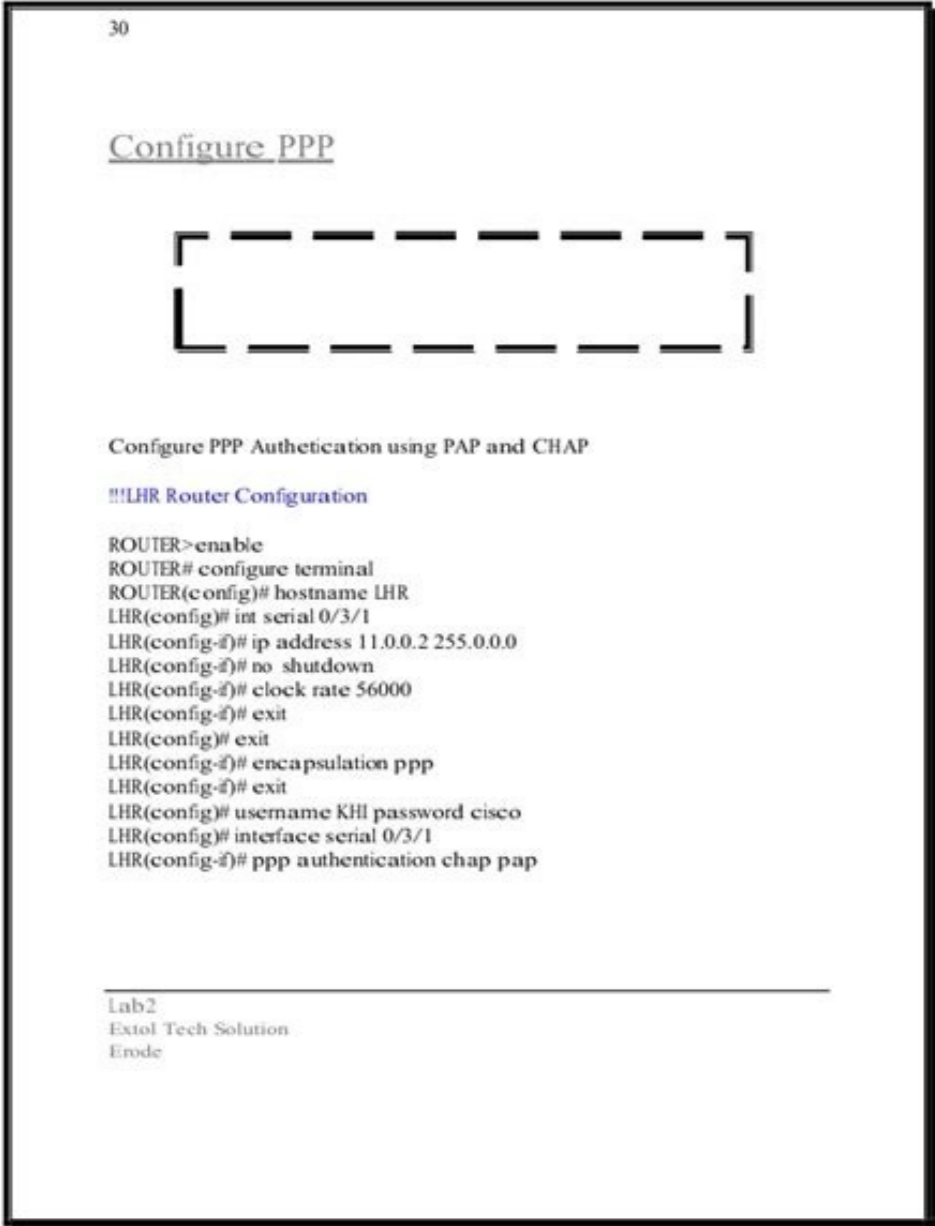 30
Configure PPP
Configure PPP Authetication using PAP and CHAP
!!!LHR Router Configuration
ROUTER>enable
ROUTER# configure terminal
ROUTER(config)# hostname LHR
LHR(config)# int serial 0/3/1
LHR(config-if)# ip address 11.0.0.2 255.0.0.0
LHR(config-if)# no shutdown
LHR(config-if)# clock rate 56000
LHR(config-if)# exit
LHR(config)# exit
LHR(config-if)# encapsulation ppp
LHR(config-if)# exit
LHR(config)# username KHI password cisco
LHR(config)# interface serial 0/3/1
LHR(config-if)# ppp authentication chap pap
Lab2
Extol Tech Solution
Erode